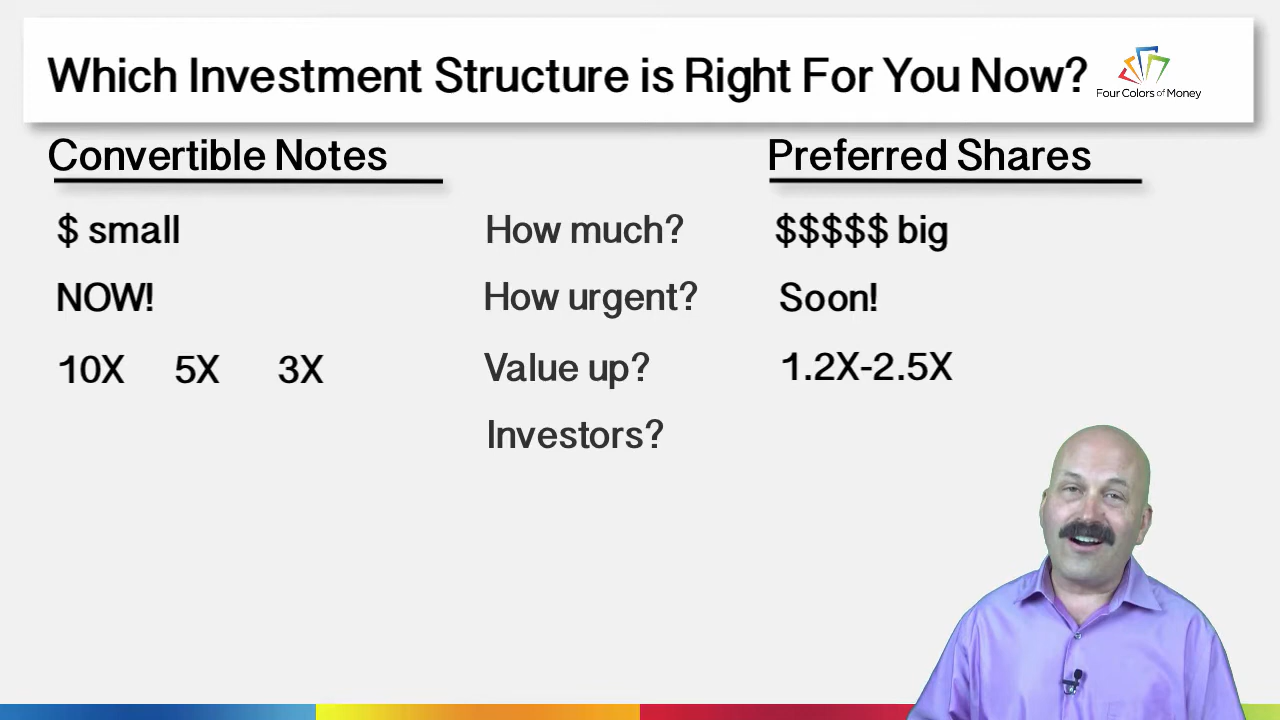 Which Investment Structure is Right For You Now?
Four Colors of Money
Convertible Notes Preferred Shares
$ small How much? $$$$$ big
NOW! How urgent? Soon!
10X 5X 3X Value up? 1.2X-2.5X
Investors?